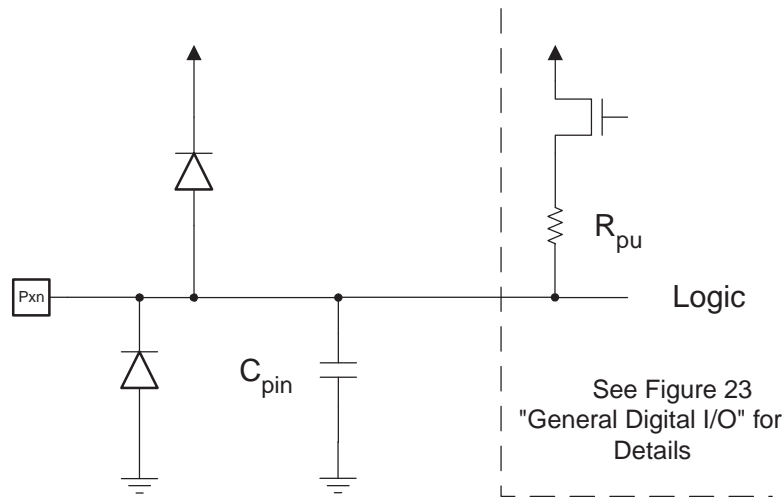 R
pu
Pxn
Logic
C
pin
See Figure 23
"General Digital I/O" for
Details